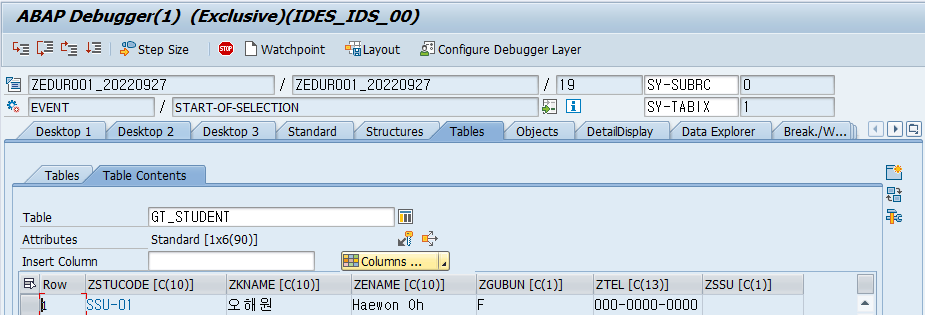 ABAP Debugger(1) (Exclusive)(IDES_IDS_00)
Step Size Watchpoint Layout Configure Debugger Layer
ZEDUR001_20220927 / ZEDUR001_20220927 / 19 SY-SUBRC 0
EVENT / START-OF-SELECTION SY-TABIX 1
Desktop 1 Desktop 2 Desktop 3 Standard Structures Tables Objects DetailDisplay Data Explorer Break./W...
Tables Table Contents
Table GT_STUDENT
Attributes Standard [1x6(90)]
Insert Column Columns ...
Row ZSTUCODE [C(10)] ZKNAME [C(10)] ZENAME [C(10)] ZGUBUN [C(1)] ZTEL [C(13)] ZSSU [C(1)]
1 SSU-01 오해원 Haewon Oh F 000-0000-0000